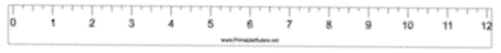 0 1 2 3 4 5 6 7 8 9 10 11 12
www.PrintableRulers.net